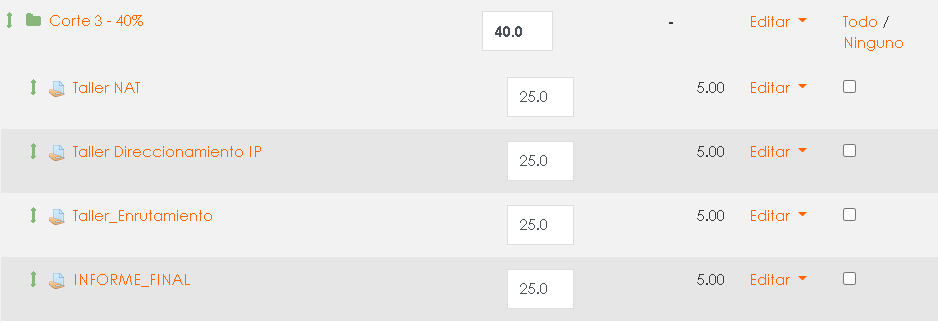 Corte 3 - 40% 40.0 - Editar Todo /
Ninguno
Taller NAT 25.0 5.00 Editar
Taller Direccionamiento IP 25.0 5.00 Editar
Taller_Enrutamiento 25.0 5.00 Editar
INFORME_FINAL 25.0 5.00 Editar